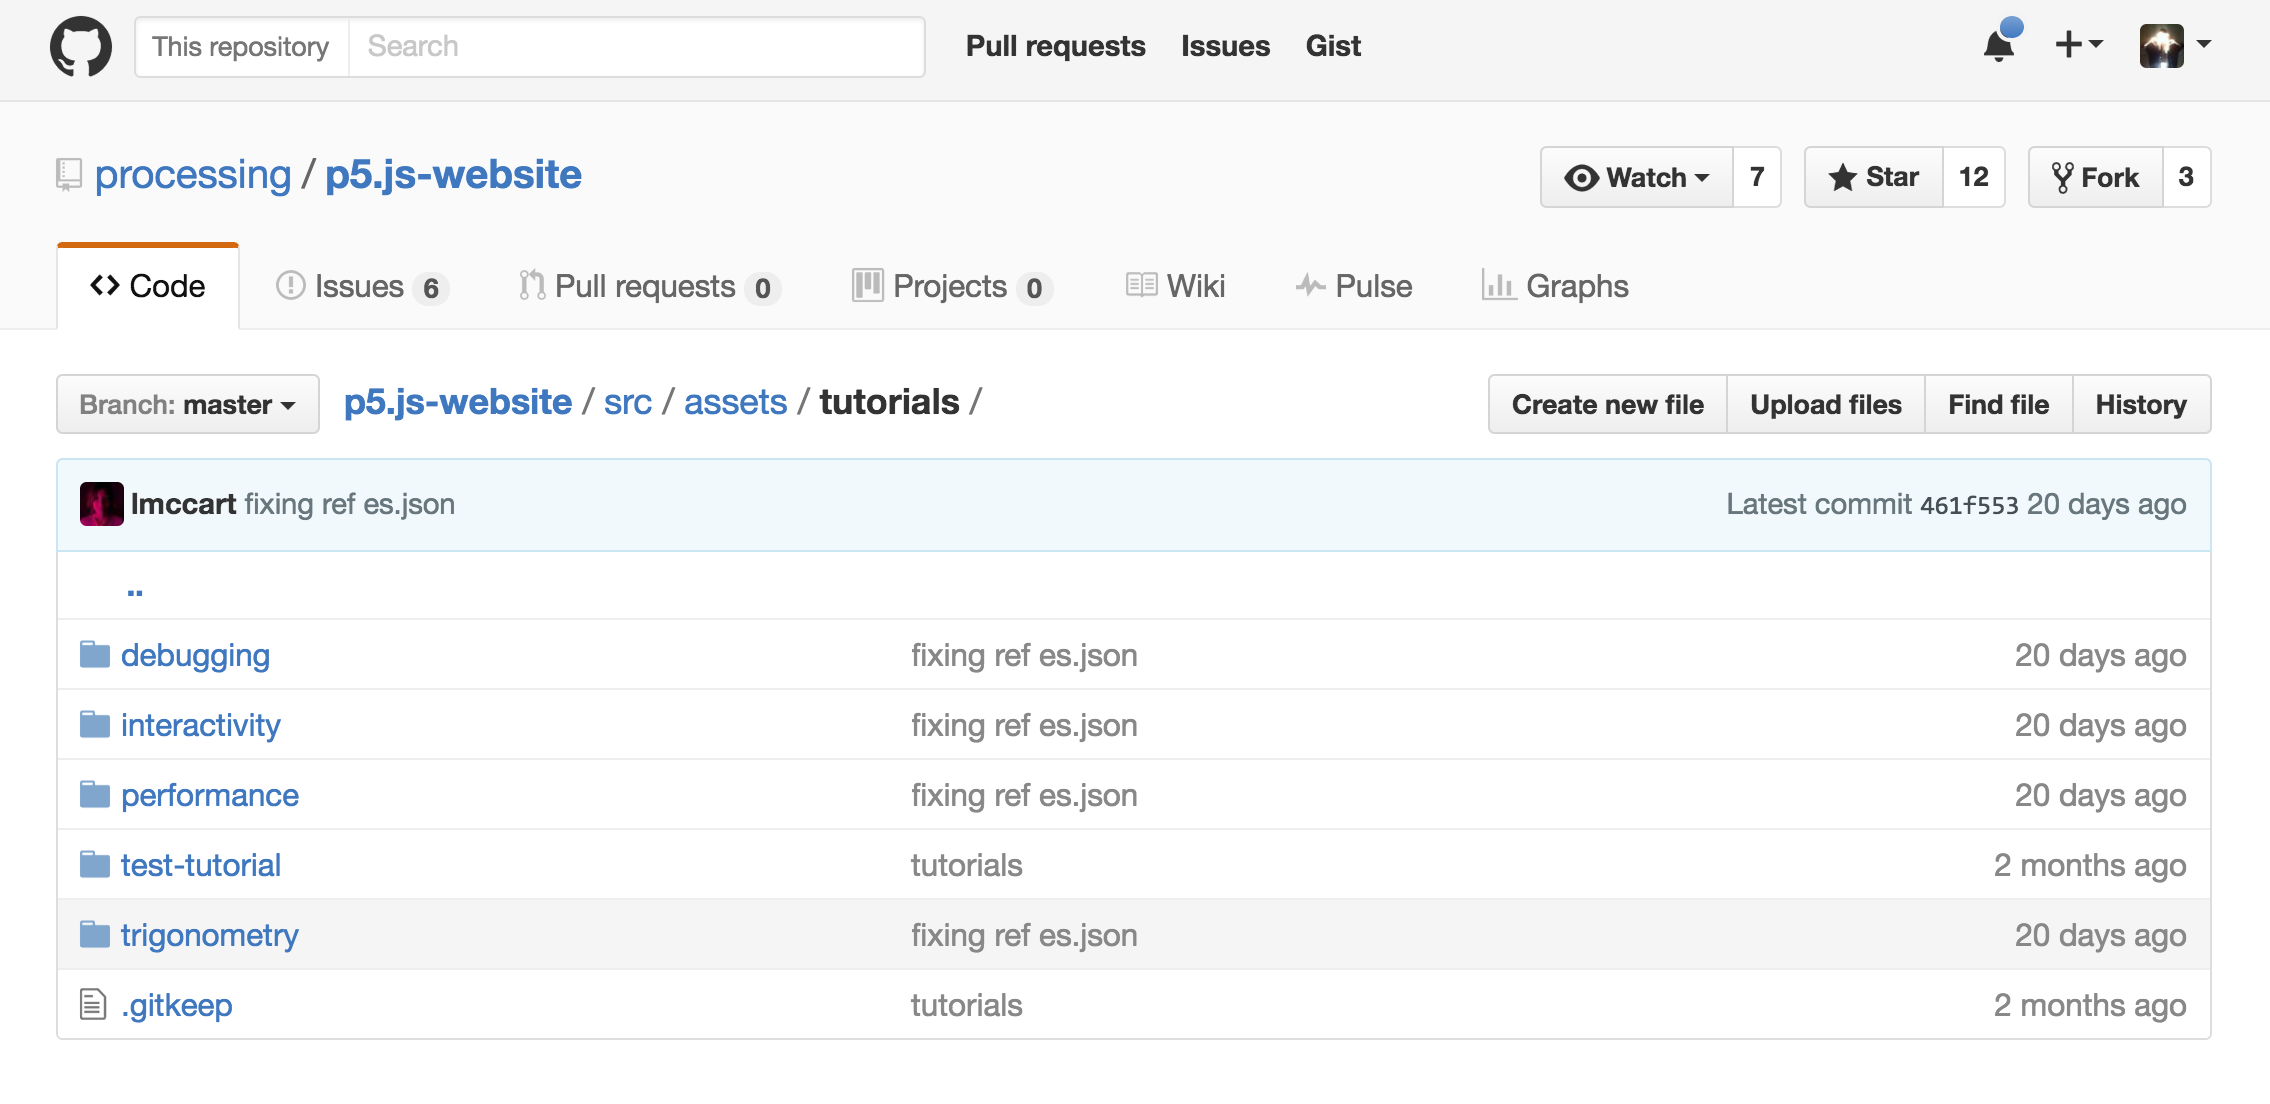 This repository Search Pull requests Issues Gist
processing / p5.js-website Watch 7 Star 12 Fork 3
Code Issues 6 Pull requests 0 Projects 0 Wiki Pulse Graphs
Branch: master p5.js-website / src / assets / tutorials / Create new file Upload files Find file History
lmccart fixing ref es.json Latest commit 461f553 20 days ago
..
debugging fixing ref es.json 20 days ago
interactivity fixing ref es.json 20 days ago
performance fixing ref es.json 20 days ago
test-tutorial tutorials 2 months ago
trigonometry fixing ref es.json 20 days ago
.gitkeep tutorials 2 months ago